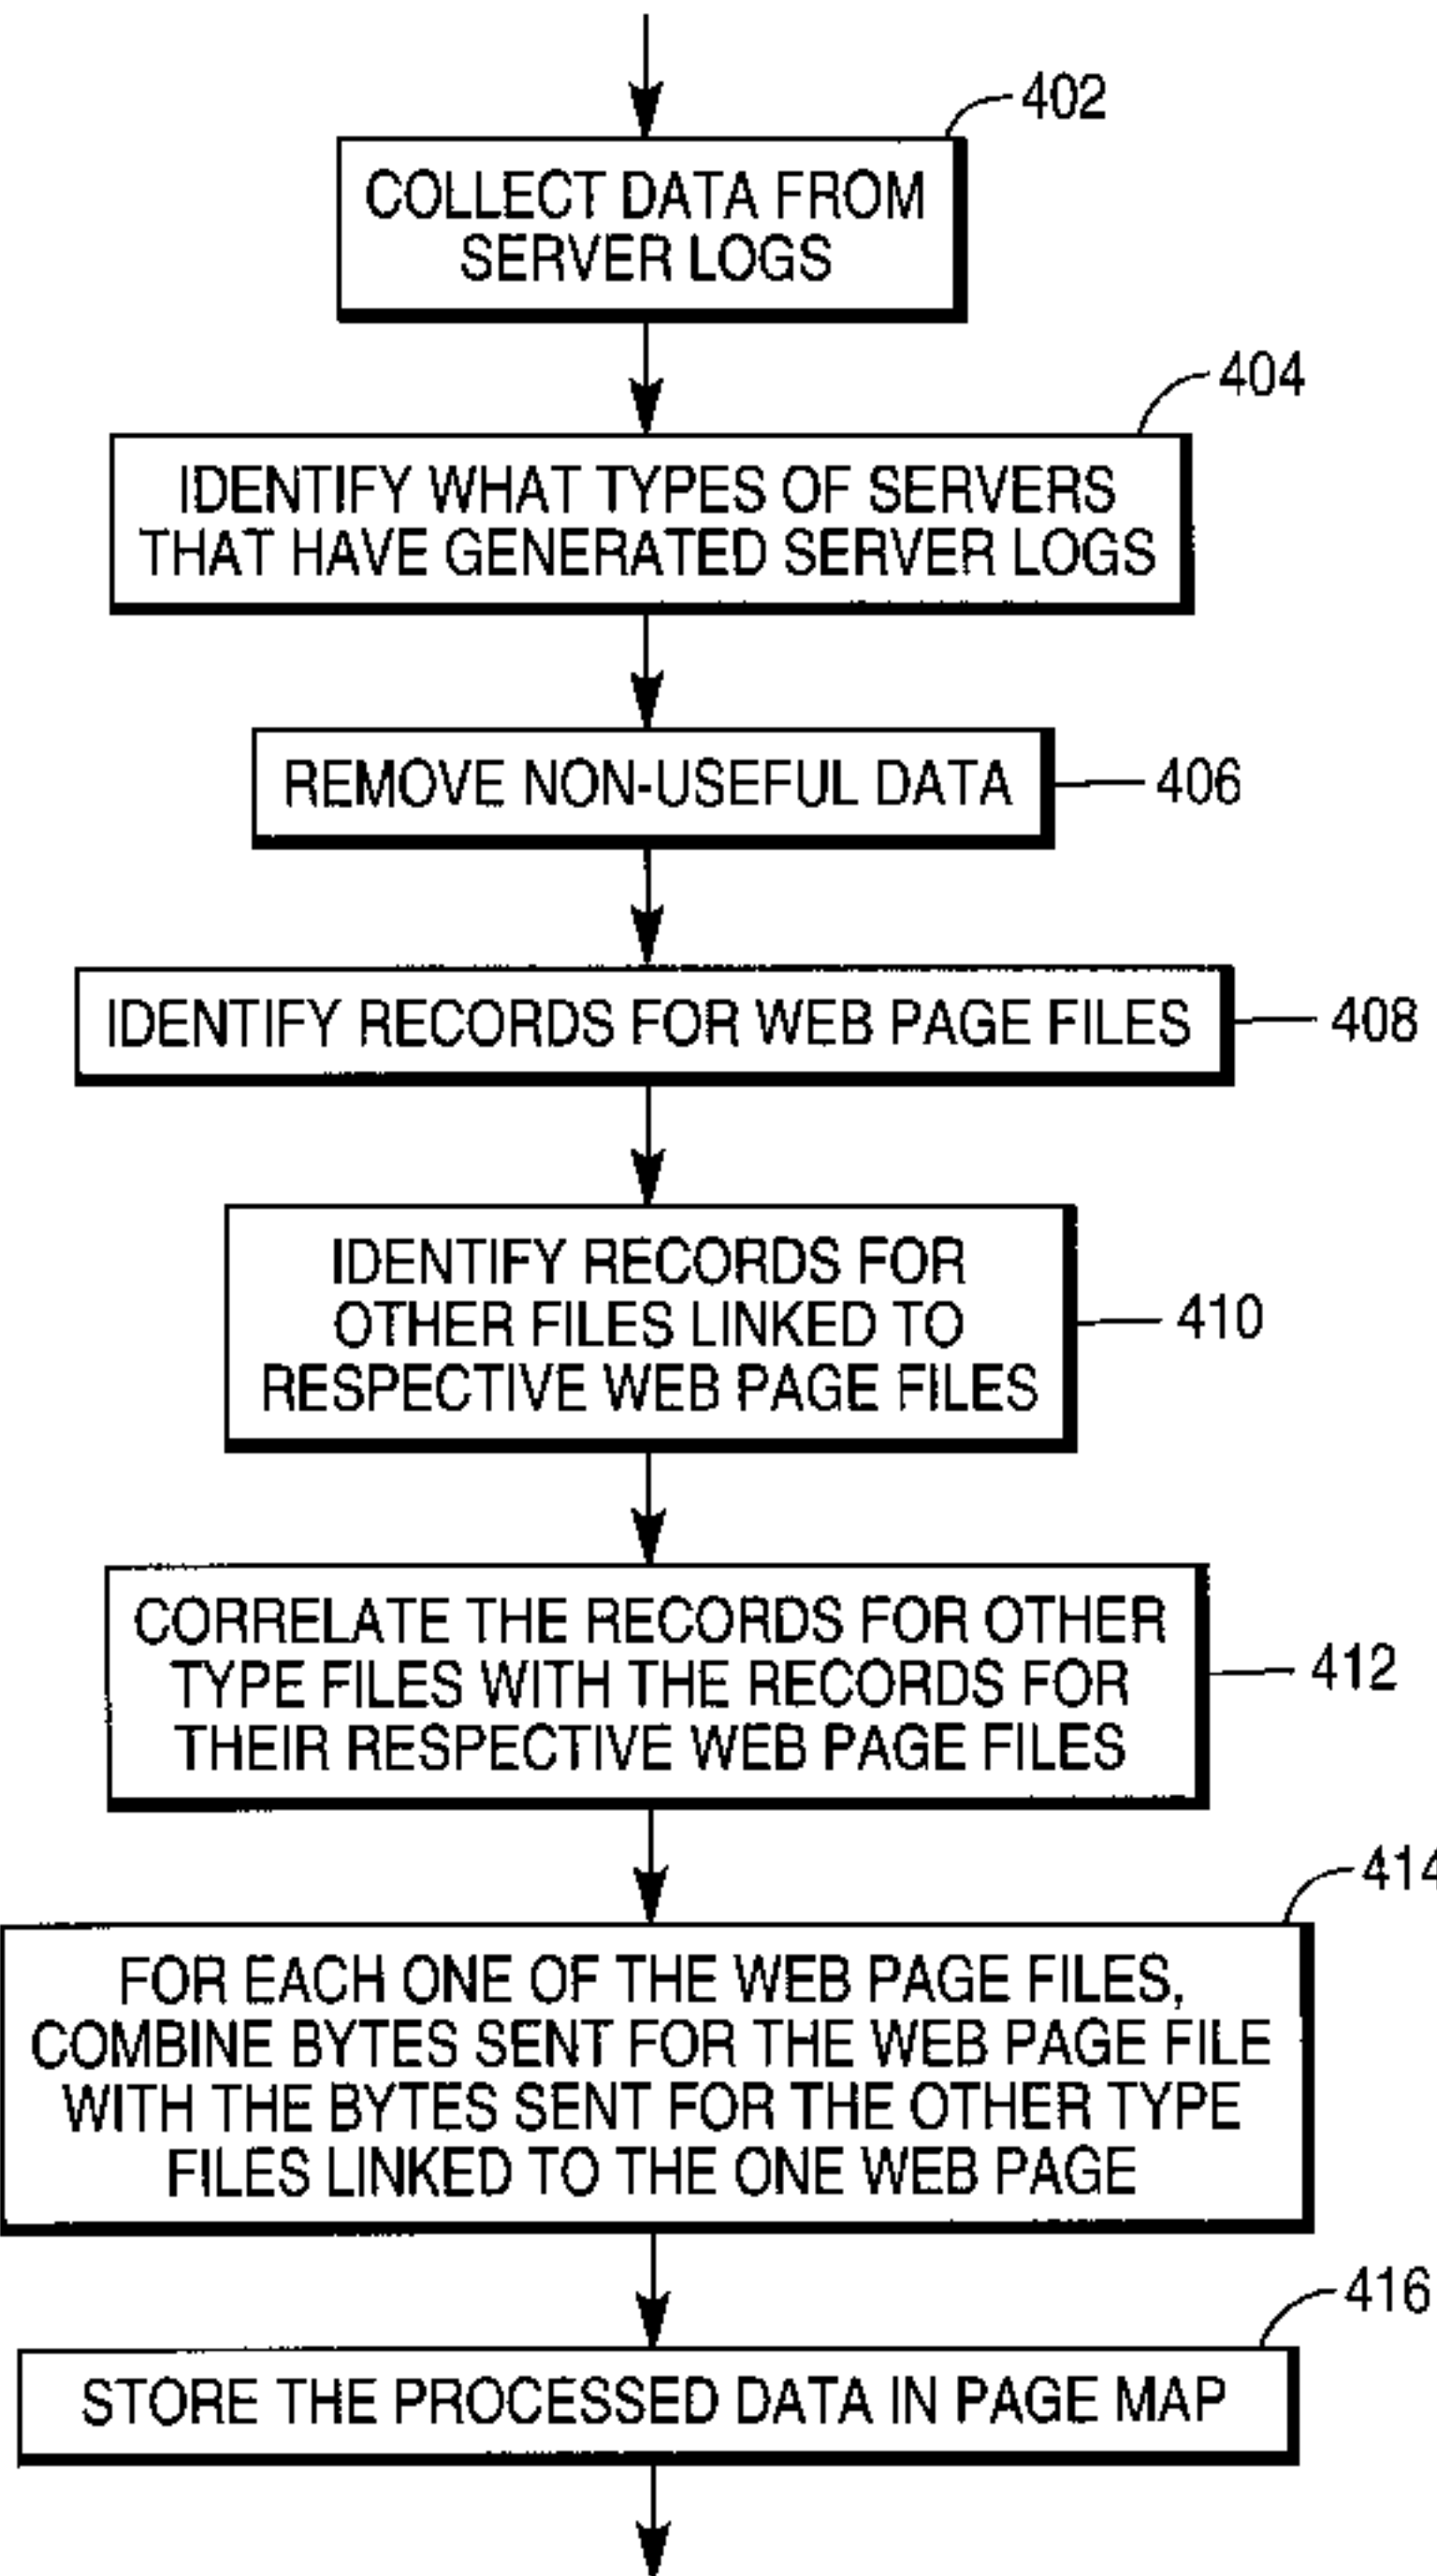 402
COLLECT DATA FROM
SERVER LOGS
404
IDENTIFY WHAT TYPES OF SERVERS
THAT HAVE GENERATED SERVER LOGS
REMOVE NON-USEFUL DATA
406
IDENTIFY RECORDS FOR WEB PAGE FILES
408
IDENTIFY RECORDS FOR
OTHER FILES LINKED TO
RESPECTIVE WEB PAGE FILES
410
CORRELATE THE RECORDS FOR OTHER
TYPE FILES WITH THE RECORDS FOR
THEIR RESPECTIVE WEB PAGE FILES
412
414
FOR EACH ONE OF THE WEB PAGE FILES,
COMBINE BYTES SENT FOR THE WEB PAGE FILE
WITH THE BYTES SENT FOR THE OTHER TYPE
FILES LINKED TO THE ONE WEB PAGE
416
STORE THE PROCESSED DATA IN PAGE MAP